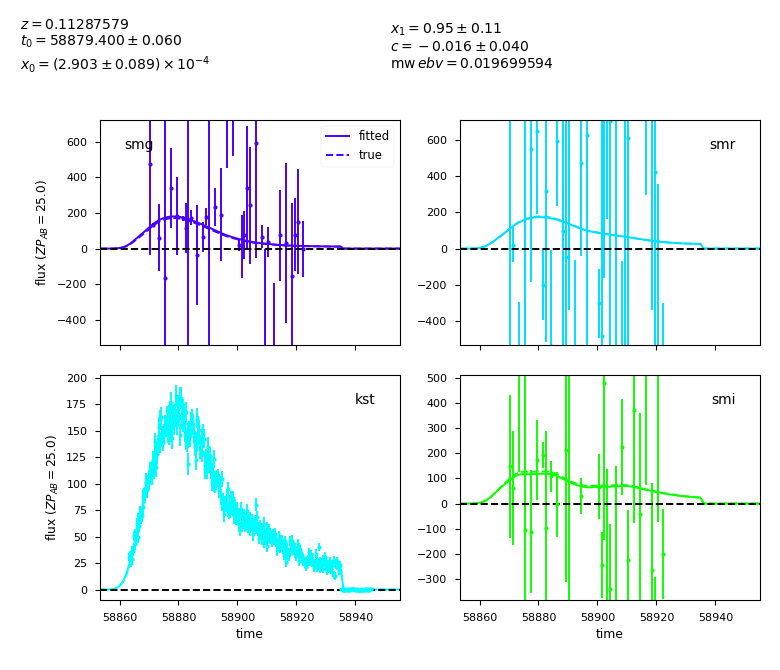 z = 0.11287579
t₀ = 58879.400 ± 0.060
x₀ = (2.903 ± 0.089) × 10⁻⁴
x₁ = 0.95 ± 0.11
c = −0.016 ± 0.040
mw ebv = 0.019699594
smg
fitted
true
600
400
200
0
−200
−400
flux (ZP_AB = 25.0)
smr
600
400
200
0
−200
−400
kst
200
175
150
125
100
75
50
25
0
flux (ZP_AB = 25.0)
58860 58880 58900 58920 58940
time
smi
500
400
300
200
100
0
−100
−200
−300
58860 58880 58900 58920 58940
time